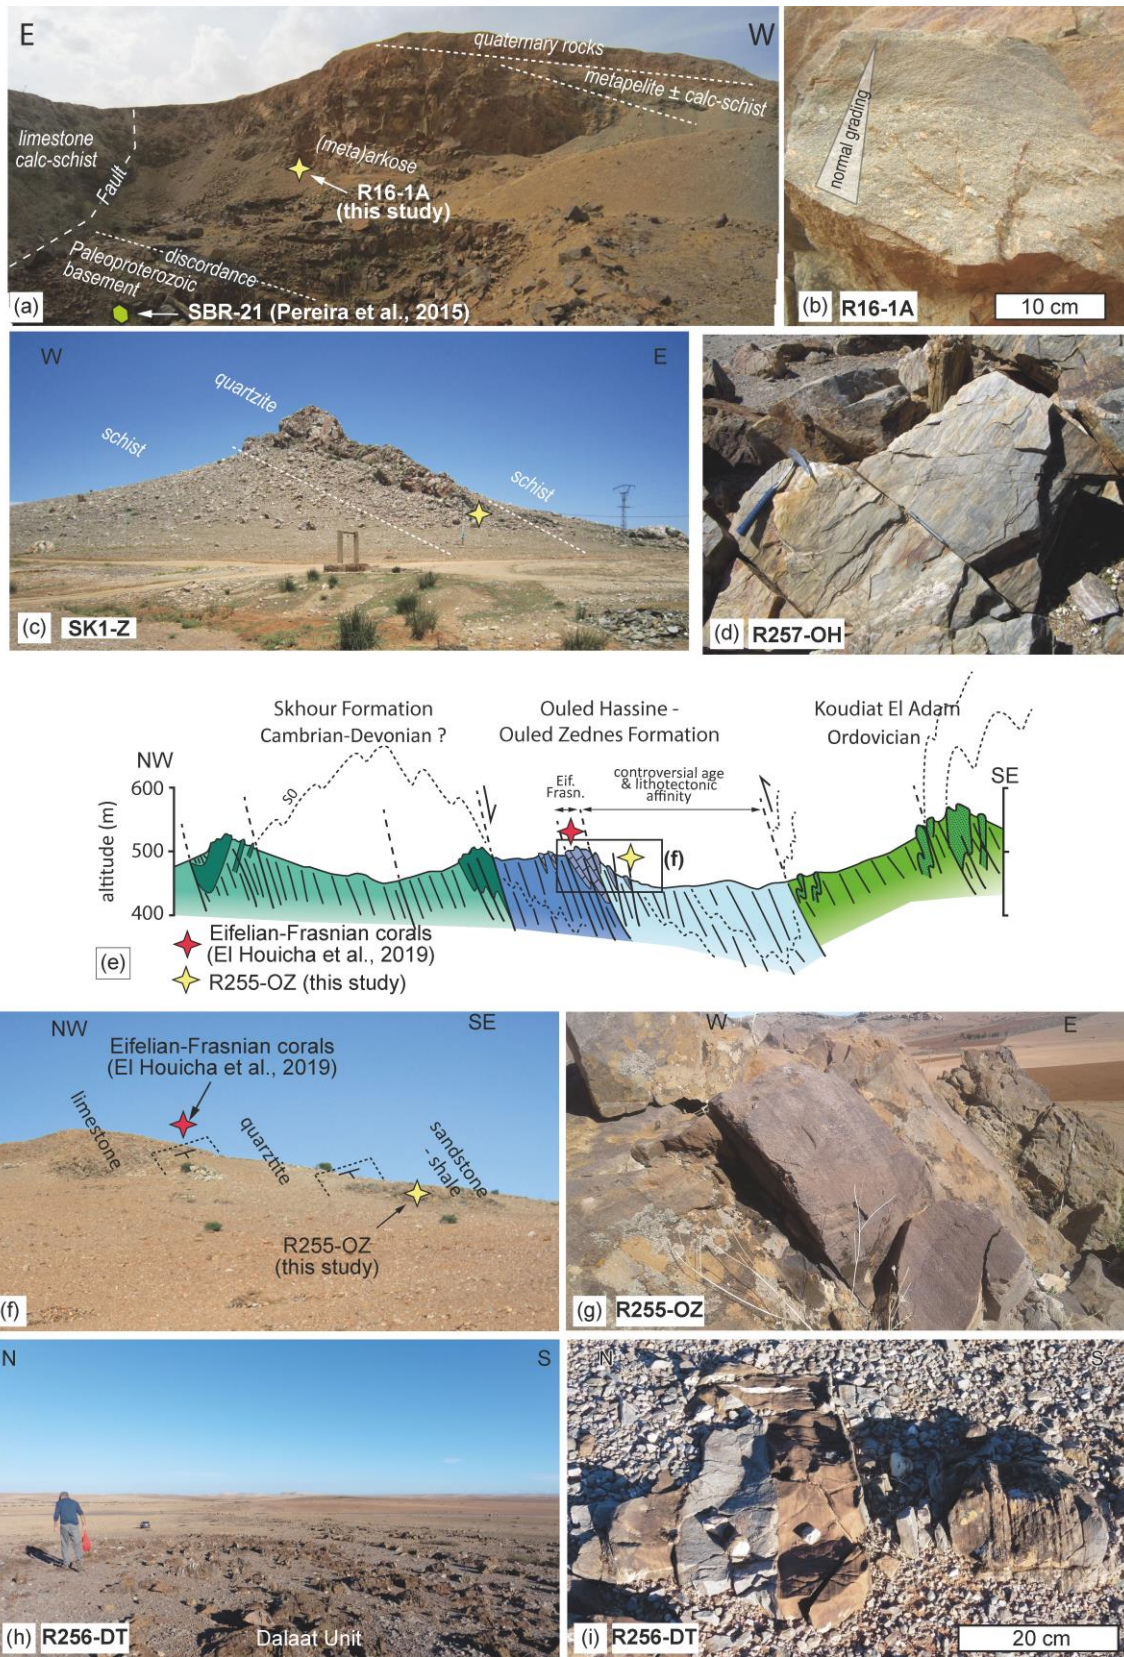 E
W
quaternary rocks
metapelite ± calc-schist
limestone
calc-schist
Fault
(meta)arkose
R16-1A
(this study)
discordance
Paleoproterozoic
basement
(a)
SBR-21 (Pereira et al., 2015)
normal grading
(b) R16-1A
10 cm
W
E
quartzite
schist
schist
(c) SK1-Z
(d) R257-OH
Skhour Formation
Cambrian-Devonian ?
Ouled Hassine -
Ouled Zednes Formation
Koudiat El Adam
Ordovician
NW
SE
600
500
400
altitude (m)
S0
Eif.
Frasn.
controversial age
& lithotectonic
affinity
(f)
(e)
Eifelian-Frasnian corals
(El Houicha et al., 2019)
R255-OZ (this study)
NW
SE
Eifelian-Frasnian corals
(El Houicha et al., 2019)
limestone
quarztite
sandstone
- shale
R255-OZ
(this study)
(f)
W
E
(g) R255-OZ
N
S
(h) R256-DT
Dalaat Unit
N
S
(i) R256-DT
20 cm